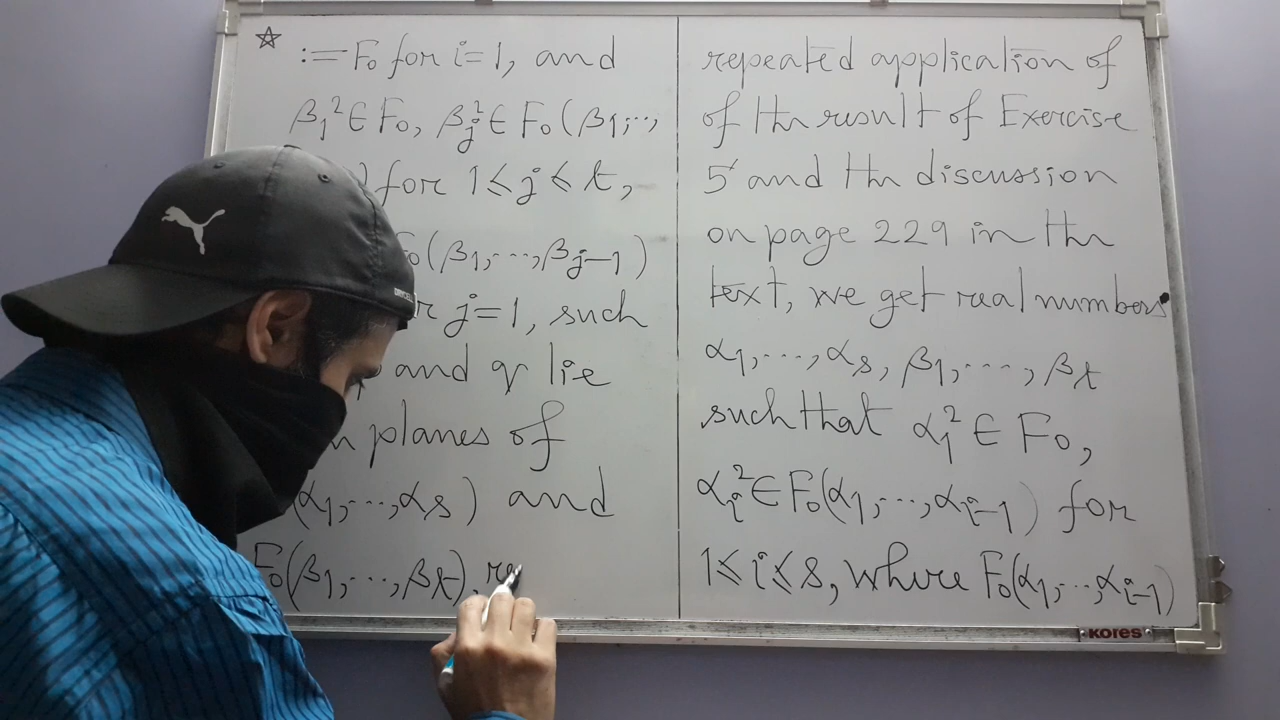 ☆ := F₀ for i=1, and
β₁² ∈ F₀, βⱼ² ∈ F₀(β₁,..,
) for 1 ≤ j ≤ t,
F₀(β₁,...,βⱼ₋₁)
r j=1, such
and q lie
n planes of
(α₁,...,αₛ) and
F₀(β₁,...,βₜ), re
repeated application of
of the result of Exercise
5 and the discussion
on page 229 in the
text, we get real numbers
α₁,...,αₛ, β₁,...,βₜ
such that α₁² ∈ F₀,
αᵢ² ∈ F₀(α₁,...,αᵢ₋₁) for
1 ≤ i ≤ s, where F₀(α₁,...,αᵢ₋₁)
Kores